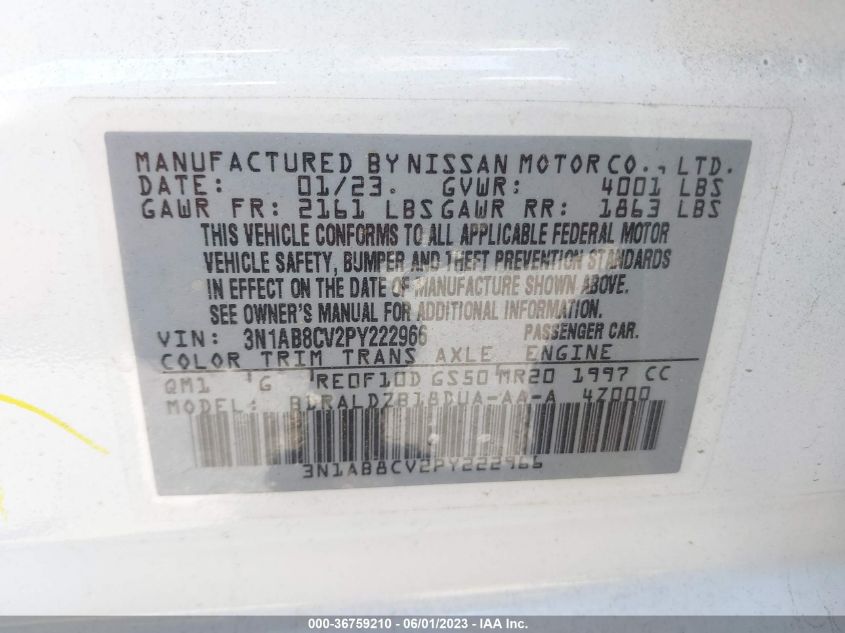 MANUFACTURED BY NISSAN MOTOR CO., LTD.
DATE: 01/23 GVWR: 4001 LBS
GAWR FR: 2161 LBS GAWR RR: 1863 LBS
THIS VEHICLE CONFORMS TO ALL APPLICABLE FEDERAL MOTOR
VEHICLE SAFETY, BUMPER AND THEFT PREVENTION STANDARDS
IN EFFECT ON THE DATE OF MANUFACTURE SHOWN ABOVE.
SEE OWNER'S MANUAL FOR ADDITIONAL INFORMATION.
VIN: 3N1AB8CV2PY222966 PASSENGER CAR.
COLOR TRIM TRANS AXLE ENGINE
QM1 G RE0F10D GS50 MR20 1997 CC
MODEL: BDRALDZB18DUA-AA-A 4Z000
3N1AB8CV2PY222966
000-36759210 - 06/01/2023 - IAA Inc.